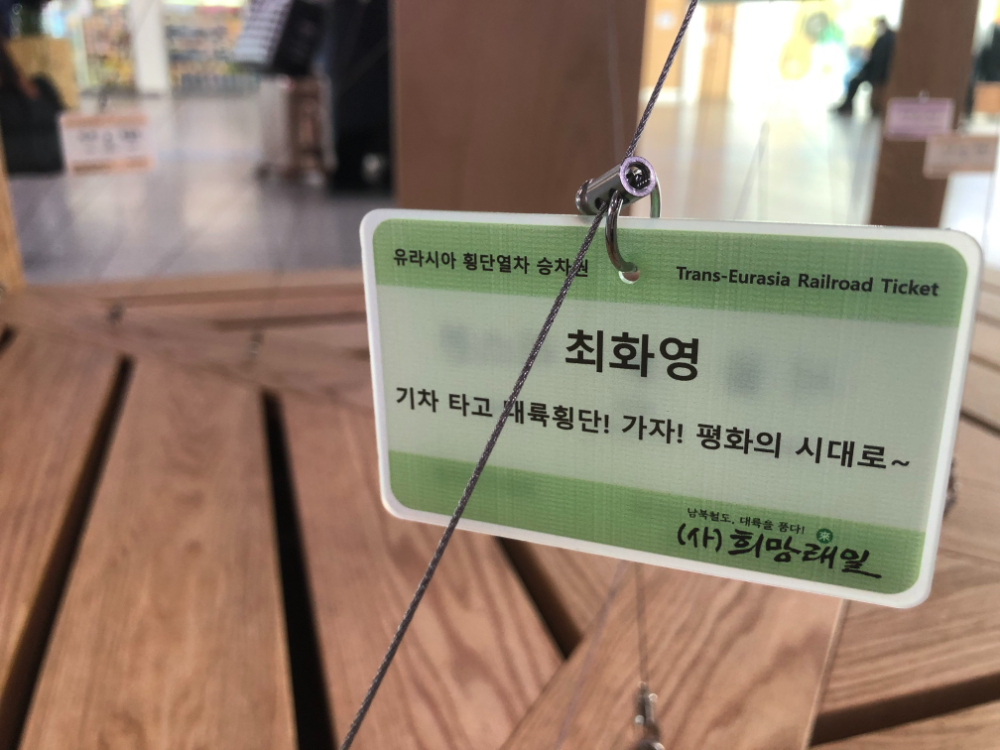 유라시아 횡단열차 승차권
Trans-Eurasia Railroad Ticket
최화영
기차 타고 대륙횡단! 가자! 평화의 시대로~
남북철도, 대륙을 품다!
(사)희망래일